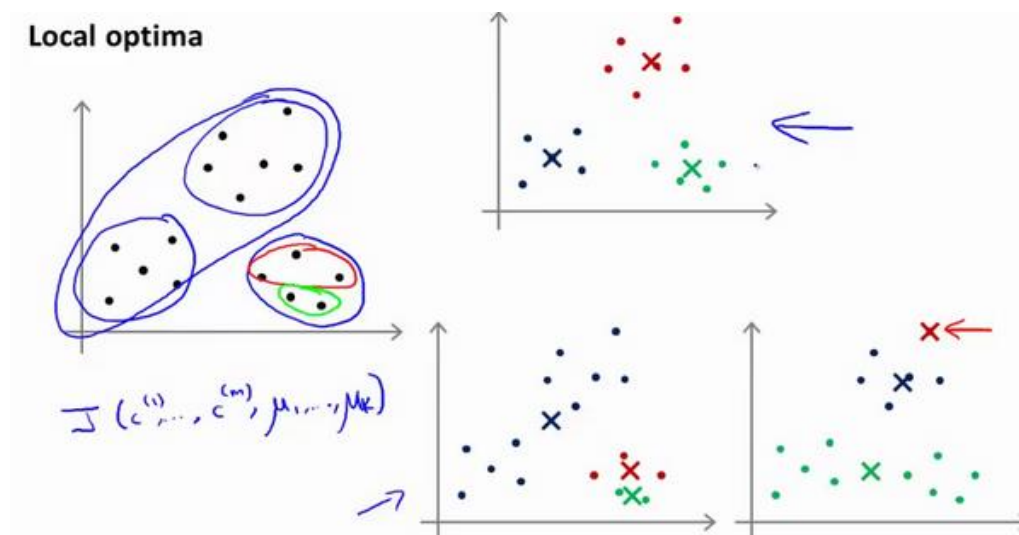 Local optima
J (c⁽¹⁾, ..., c⁽ᵐ⁾, μ₁, ..., μₖ)